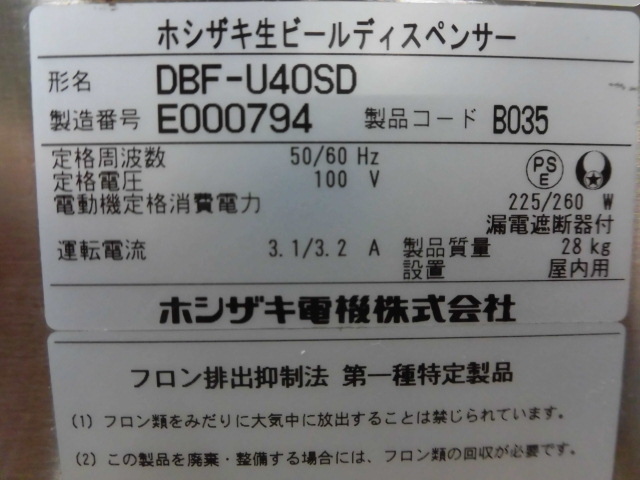 ホシザキ生ビールディスペンサー
形名 DBF-U40SD
製造番号 E000794 製品コード B035
定格周波数 50/60 Hz
定格電圧 100 V
PS E
電動機定格消費電力 225/260 W
漏電遮断器付
運転電流 3.1/3.2 A 製品質量 28 kg
設置 屋内用
ホシザキ電機株式会社
フロン排出抑制法 第一種特定製品
(1) フロン類をみだりに大気中に放出することは禁じられています。
(2) この製品を廃棄・整備する場合には、フロン類の回収が必要です。